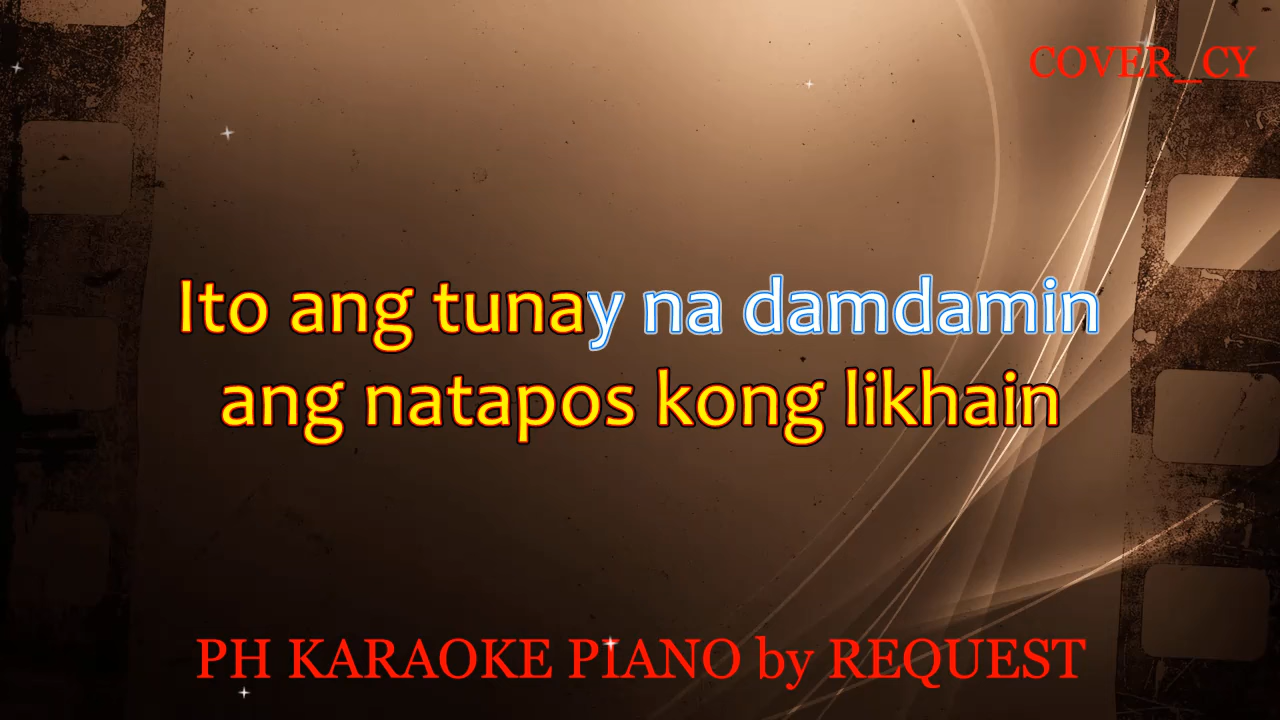 COVER_CY
Ito ang tunay na damdamin
ang natapos kong likhain
PH KARAOKE PIANO by REQUEST